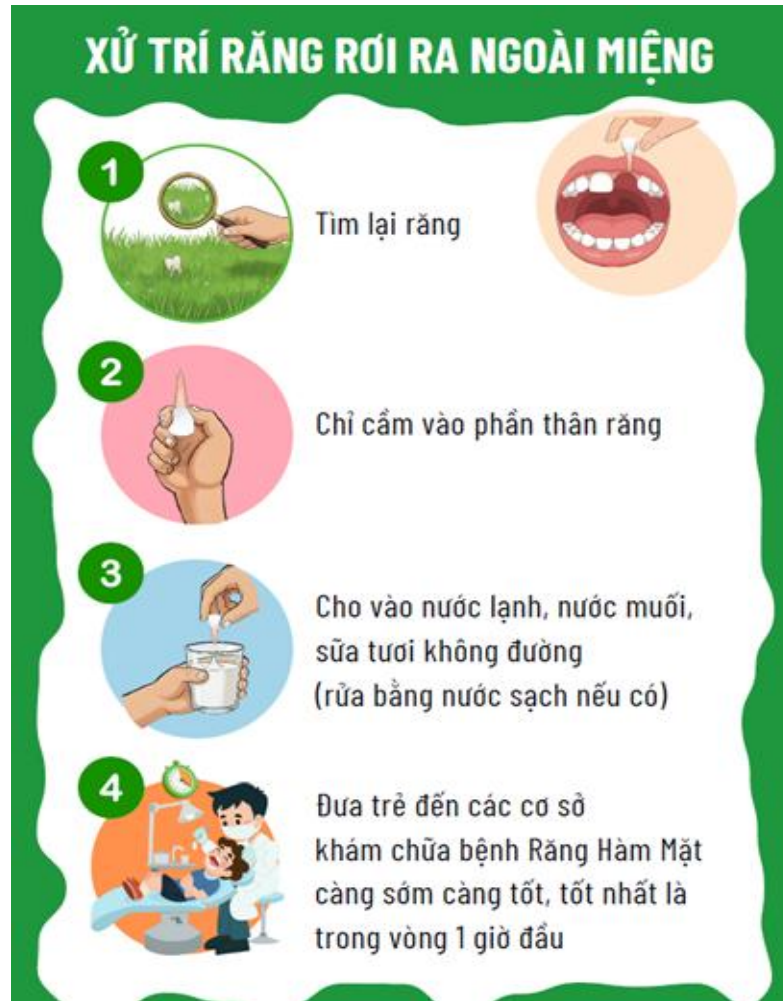 XỬ TRÍ RĂNG RƠI RA NGOÀI MIỆNG
1
Tìm lại răng
2
Chỉ cầm vào phần thân răng
3
Cho vào nước lạnh, nước muối,
sữa tươi không đường
(rửa bằng nước sạch nếu có)
4
Đưa trẻ đến các cơ sở
khám chữa bệnh Răng Hàm Mặt
càng sớm càng tốt, tốt nhất là
trong vòng 1 giờ đầu